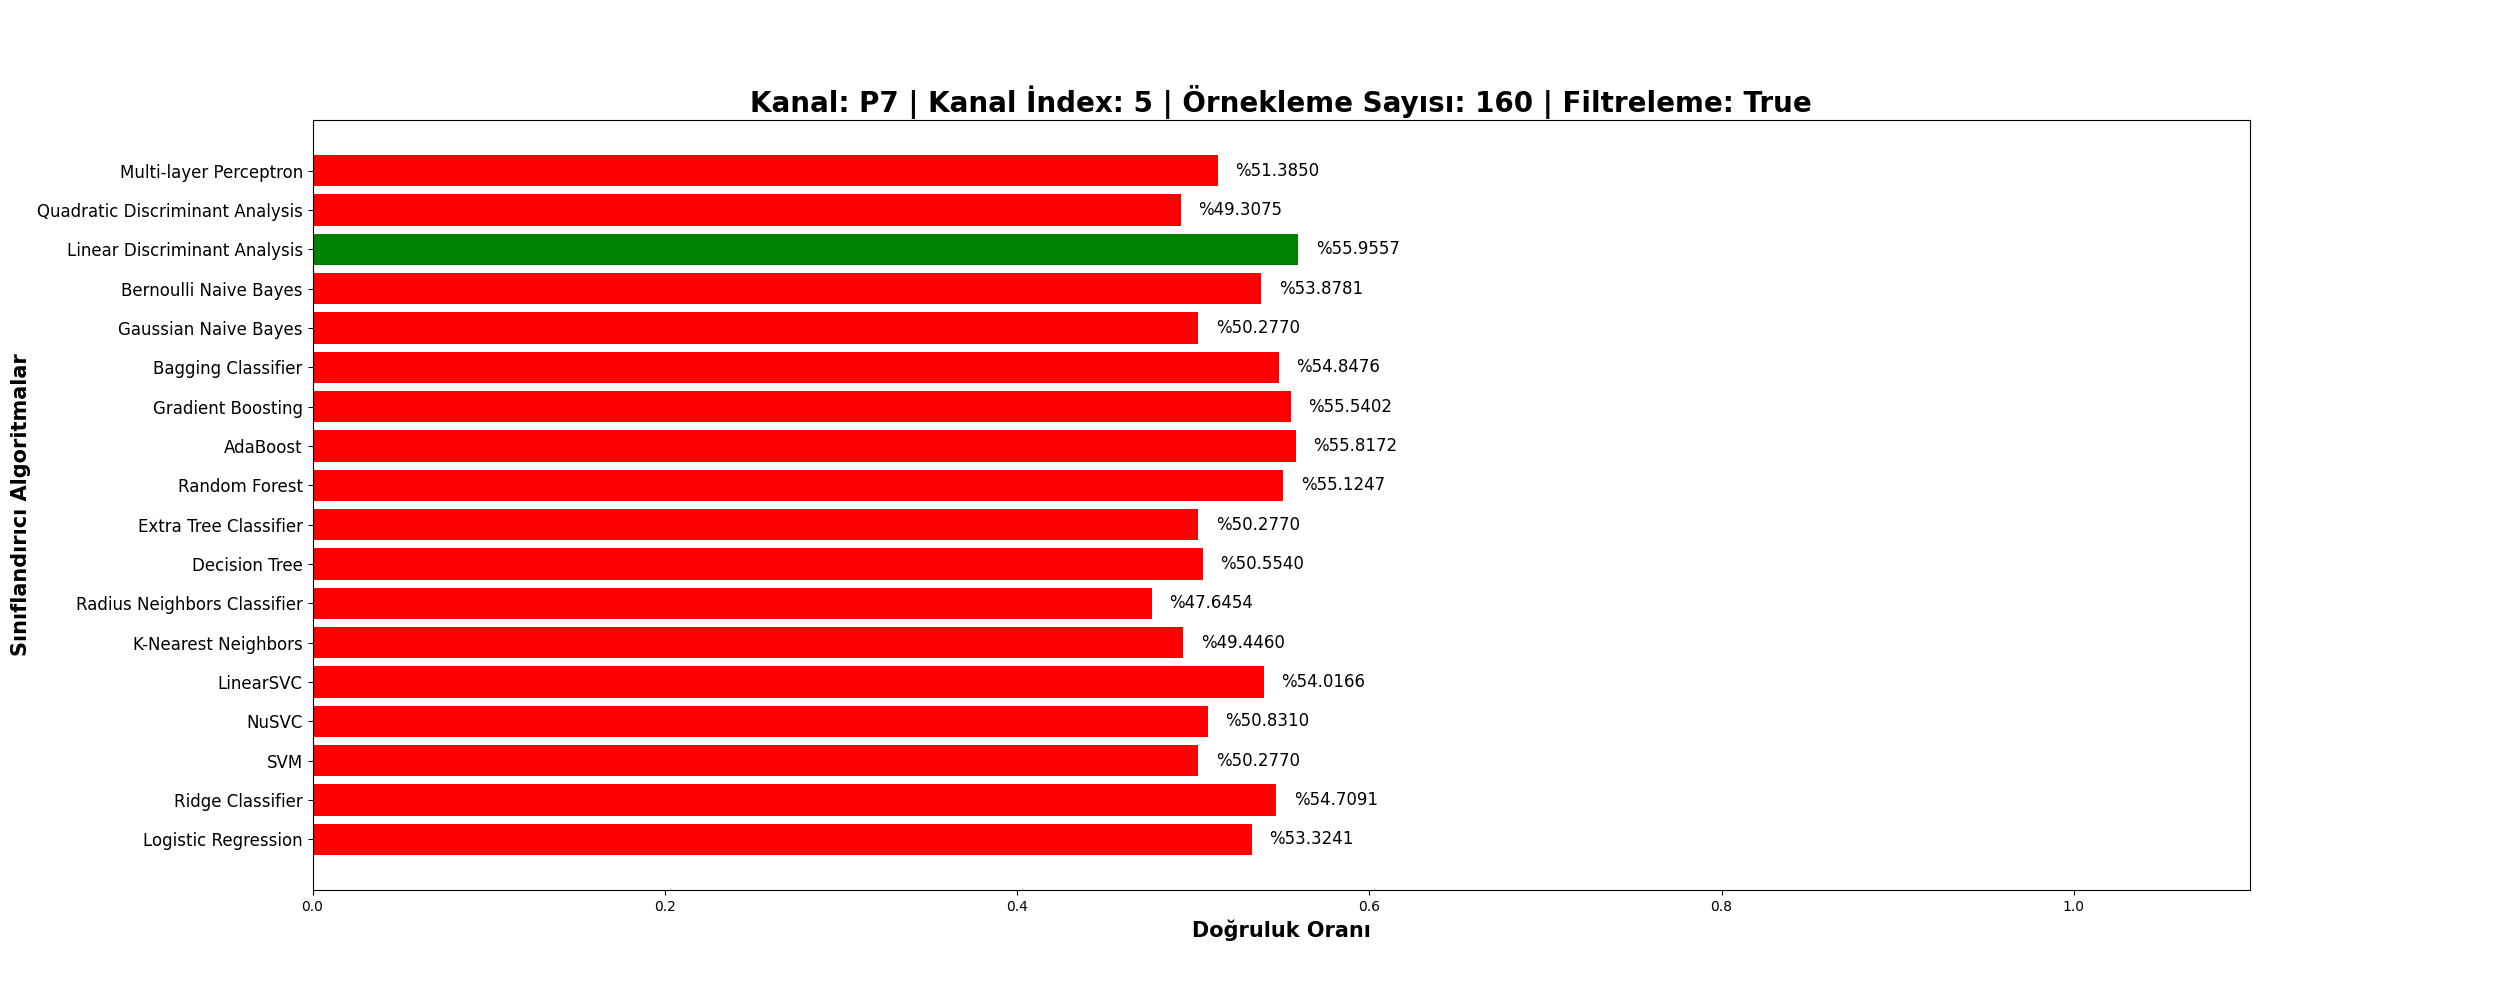 Kanal: P7 | Kanal İndex: 5 | Örnekleme Sayısı: 160 | Filtreleme: True
Sınıflandırıcı Algoritmalar
Multi-layer Perceptron %51.3850
Quadratic Discriminant Analysis %49.3075
Linear Discriminant Analysis %55.9557
Bernoulli Naive Bayes %53.8781
Gaussian Naive Bayes %50.2770
Bagging Classifier %54.8476
Gradient Boosting %55.5402
AdaBoost %55.8172
Random Forest %55.1247
Extra Tree Classifier %50.2770
Decision Tree %50.5540
Radius Neighbors Classifier %47.6454
K-Nearest Neighbors %49.4460
LinearSVC %54.0166
NuSVC %50.8310
SVM %50.2770
Ridge Classifier %54.7091
Logistic Regression %53.3241
0.0 0.2 0.4 0.6 0.8 1.0
Doğruluk Oranı